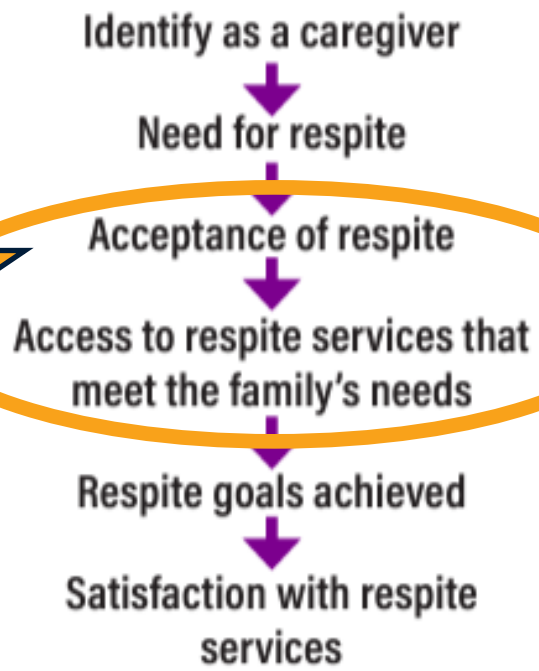 Identify as a caregiver
Need for respite
Acceptance of respite
Access to respite services that
meet the family's needs
Respite goals achieved
Satisfaction with respite
services